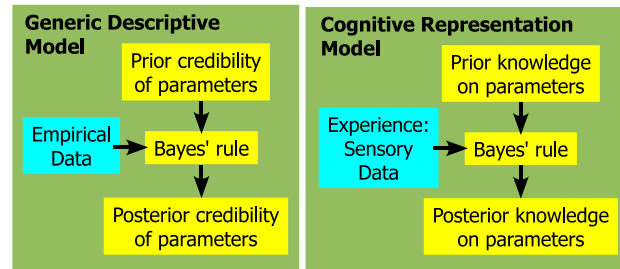 Generic Descriptive
Model
Prior credibility
of parameters
Empirical
Data
Bayes' rule
Posterior credibility
of parameters
Cognitive Representation
Model
Prior knowledge
on parameters
Experience:
Sensory
Data
Bayes' rule
Posterior knowledge
on parameters